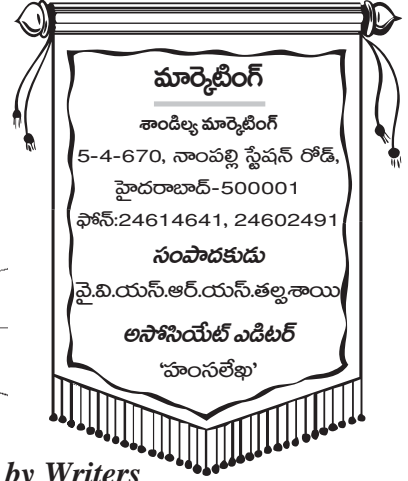 మార్కెటింగ్
శాండిల్య మార్కెటింగ్
5-4-670, నాంపల్లి స్టేషన్ రోడ్,
హైదరాబాద్-500001
ఫోన్:24614641, 24602491
సంపాదకుడు
వై.వి.యస్.ఆర్.యస్.తల్పశాయి
అసోసియేట్ ఎడిటర్
'హంసలేఖ'
by Writers